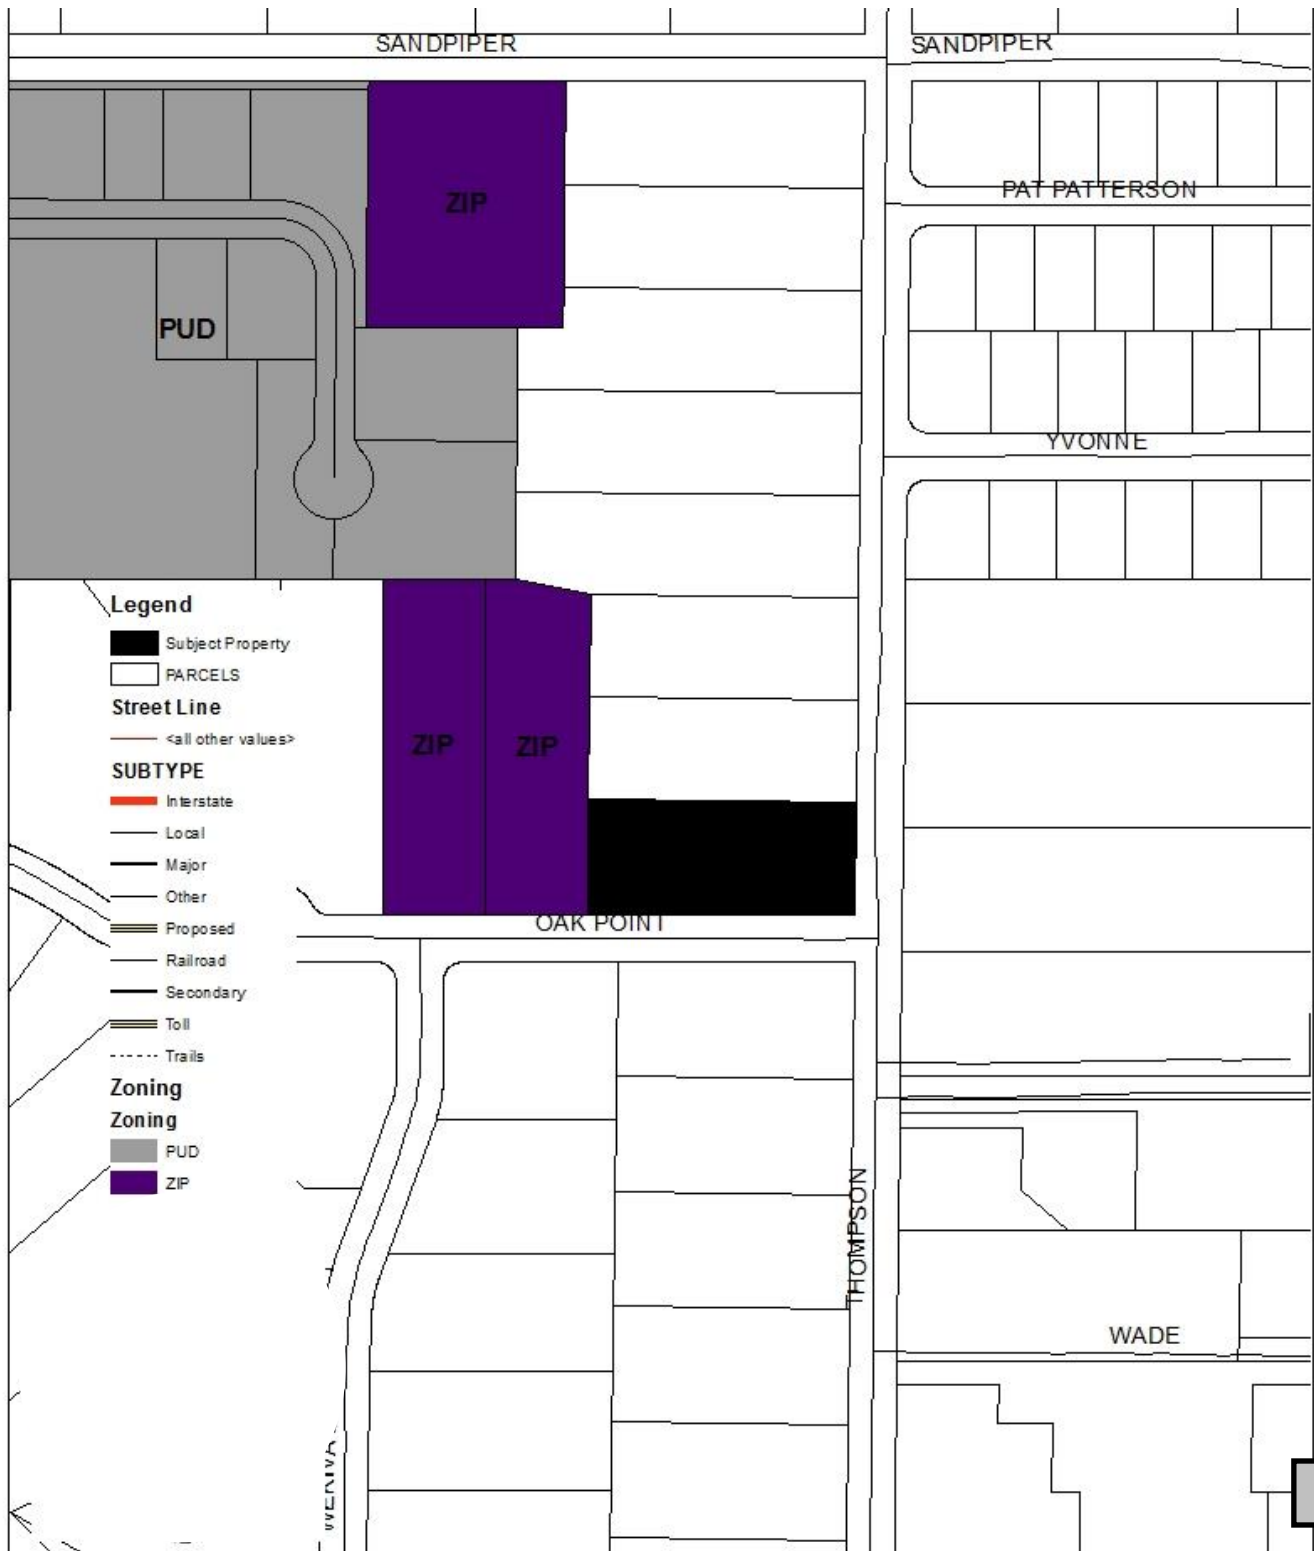 SANDPIPER
SANDPIPER
ZIP
PAT PATTERSON
PUD
YVONNE
Legend
Subject Property
PARCELS
Street Line
<all other values>
SUBTYPE
Interstate
Local
Major
Other
Proposed
Railroad
Secondary
Toll
Trails
Zoning
Zoning
PUD
ZIP
ZIP
ZIP
OAK POINT
THOMPSON
WADE